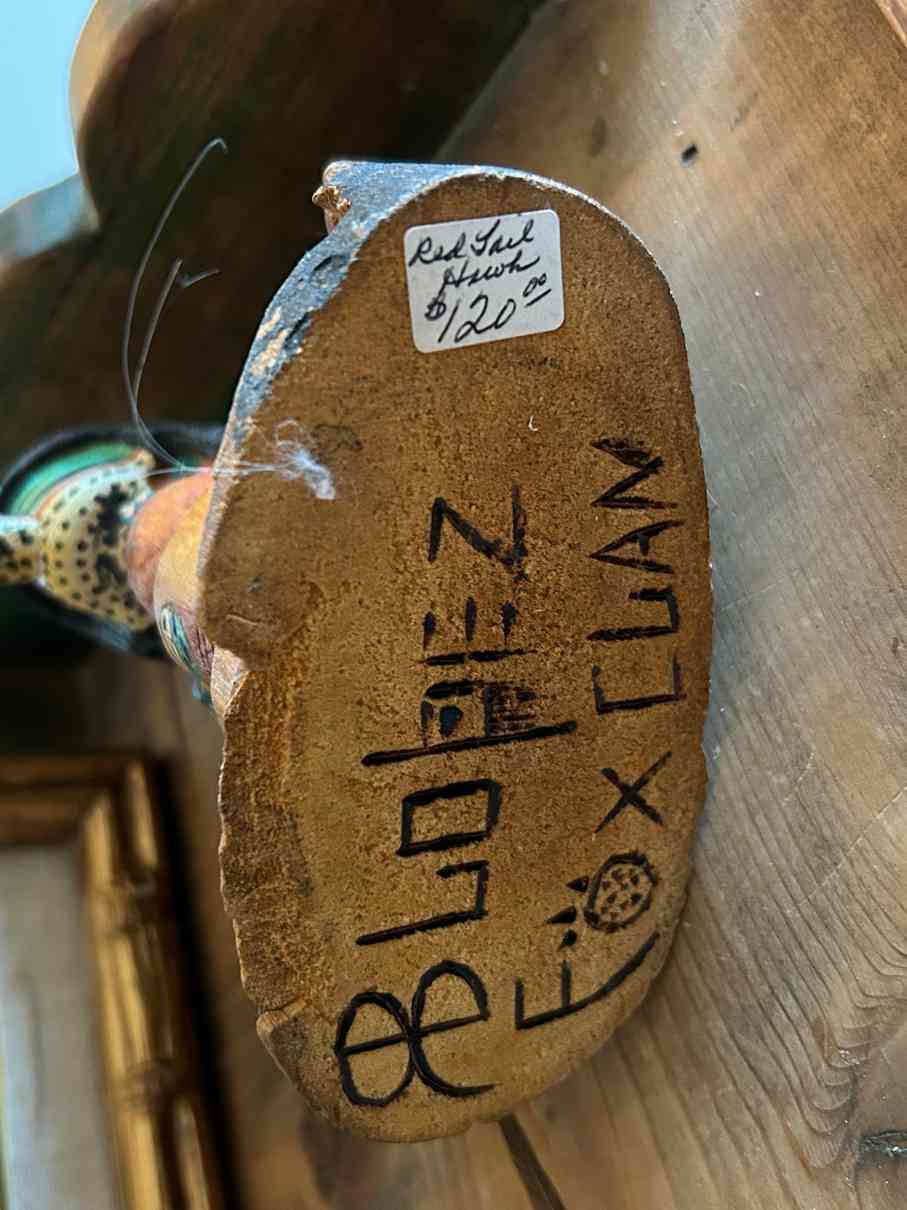 Red Tail
Hawk
$120.00
LOPEZ
FOX CLAN